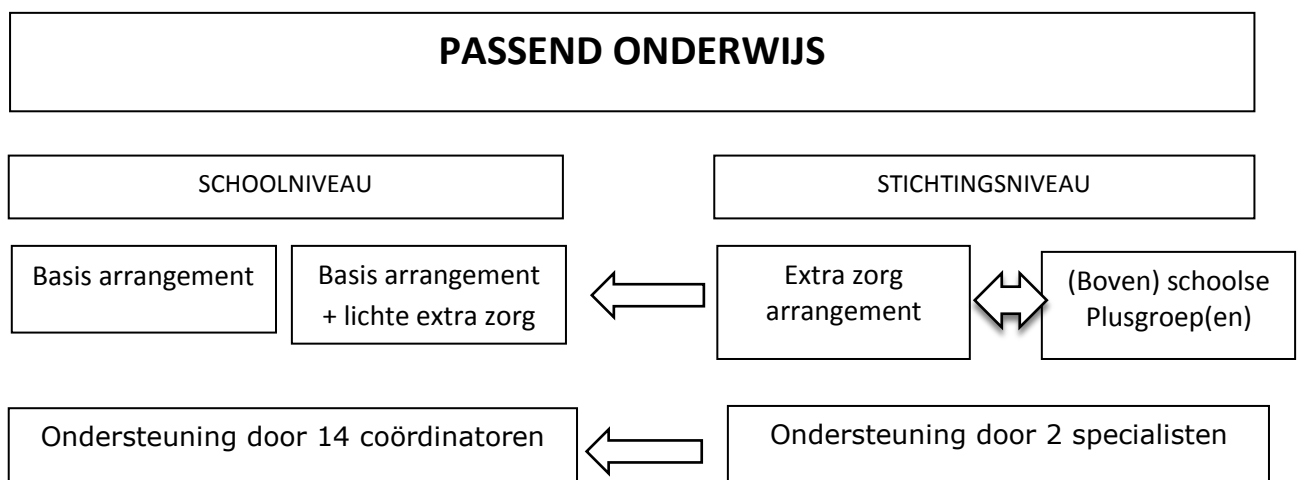 PASSEND ONDERWIJS
SCHOOLNIVEAU
STICHTINGSNIVEAU
Basis arrangement
Basis arrangement
+ lichte extra zorg
Extra zorg
arrangement
(Boven) schoolse
Plusgroep(en)
Ondersteuning door 14 coördinatoren
Ondersteuning door 2 specialisten